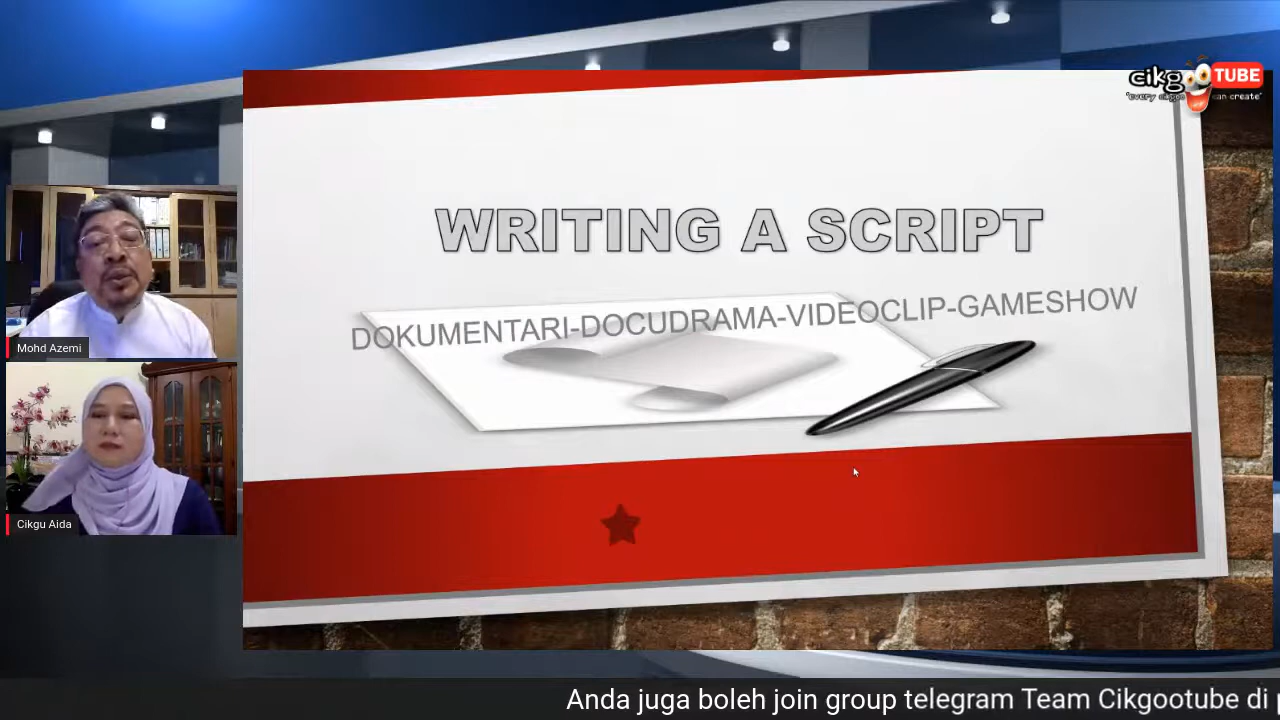 cikgooTUBE
WRITING A SCRIPT
DOKUMENTARI-DOCUDRAMA-VIDEOCLIP-GAMESHOW
Mohd Azemi
Cikgu Aida
Anda juga boleh join group telegram Team Cikgootube di